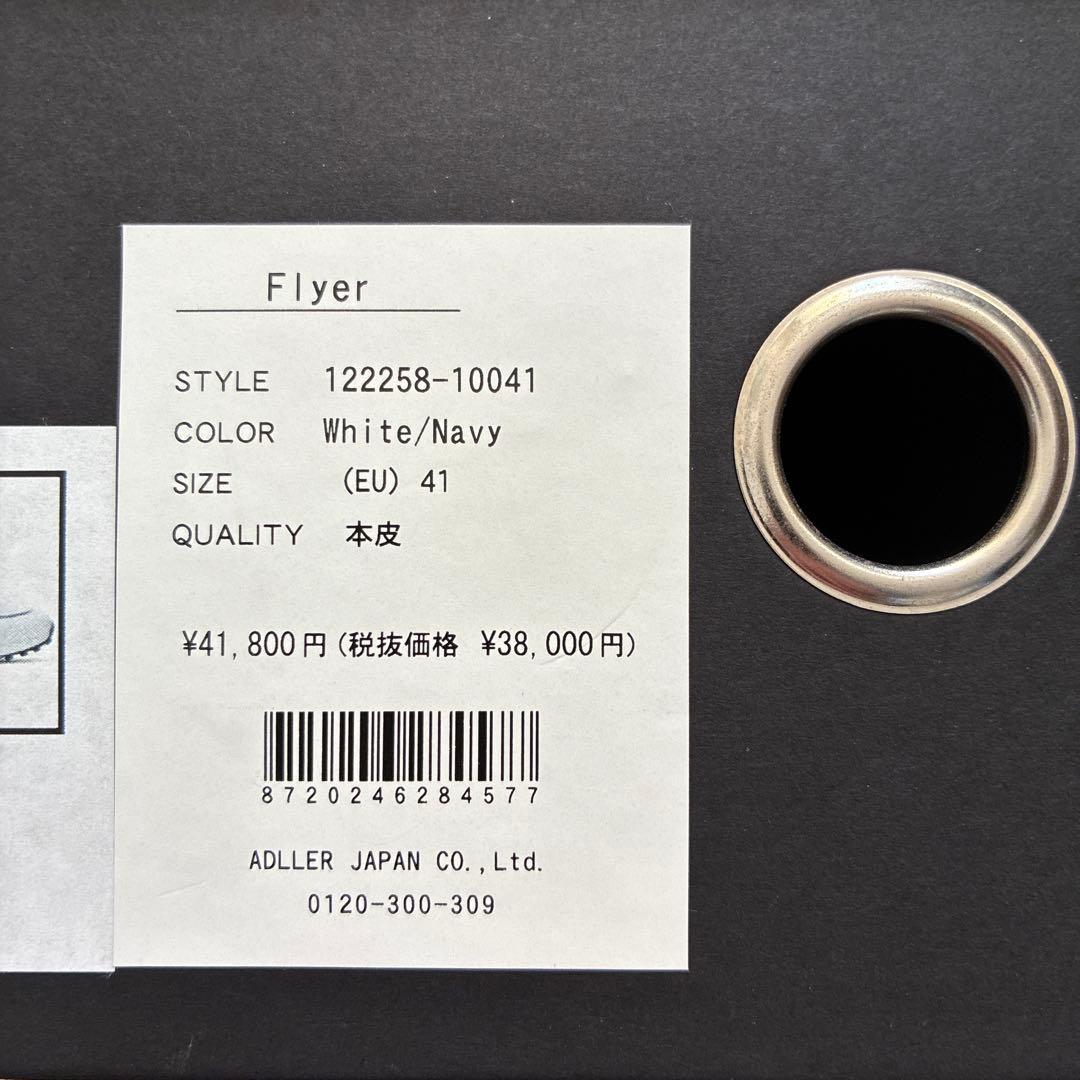 Flyer
STYLE 122258-10041
COLOR White/Navy
SIZE (EU) 41
QUALITY 本皮
¥41,800円(税抜価格 ¥38,000円)
8720246284577
ADLLER JAPAN CO.,Ltd.
0120-300-309